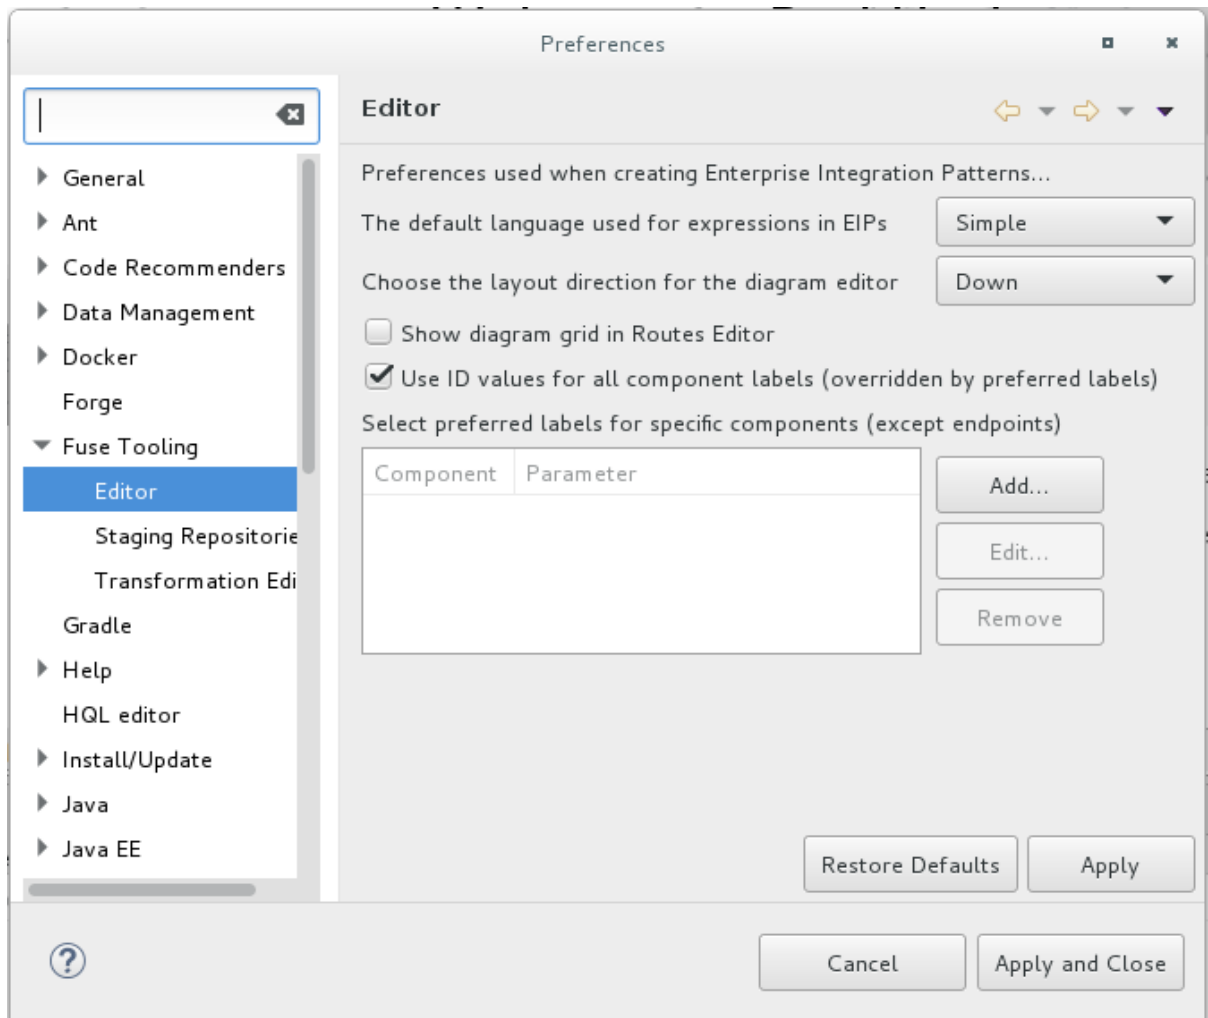 Preferences
Editor
General
Ant
Code Recommenders
Data Management
Docker
Forge
Fuse Tooling
Editor
Staging Repositorie
Transformation Edi
Gradle
Help
HQL editor
Install/Update
Java
Java EE
Preferences used when creating Enterprise Integration Patterns...
The default language used for expressions in EIPs
Simple
Choose the layout direction for the diagram editor
Down
Show diagram grid in Routes Editor
Use ID values for all component labels (overridden by preferred labels)
Select preferred labels for specific components (except endpoints)
Component Parameter
Add...
Edit...
Remove
Restore Defaults
Apply
Cancel
Apply and Close